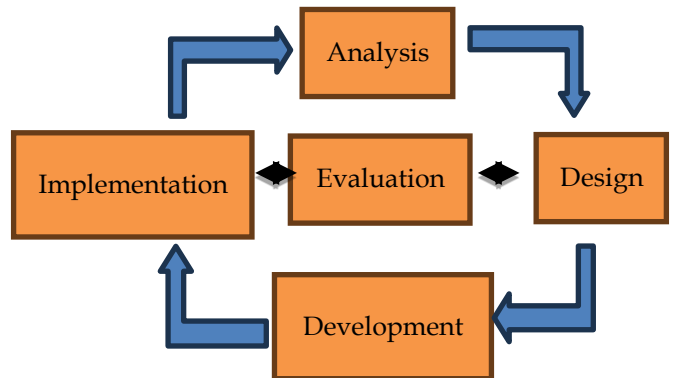 Analysis
Implementation
Evaluation
Design
Development